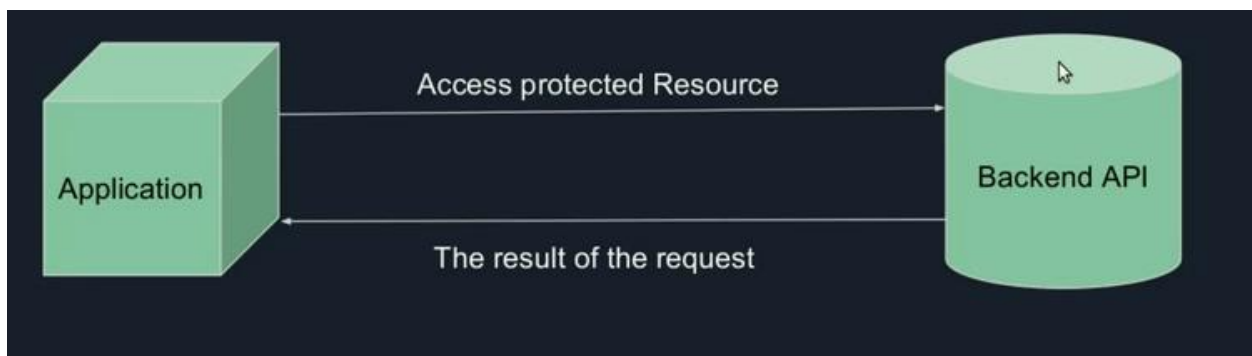 Access protected Resource
Application
Backend API
The result of the request